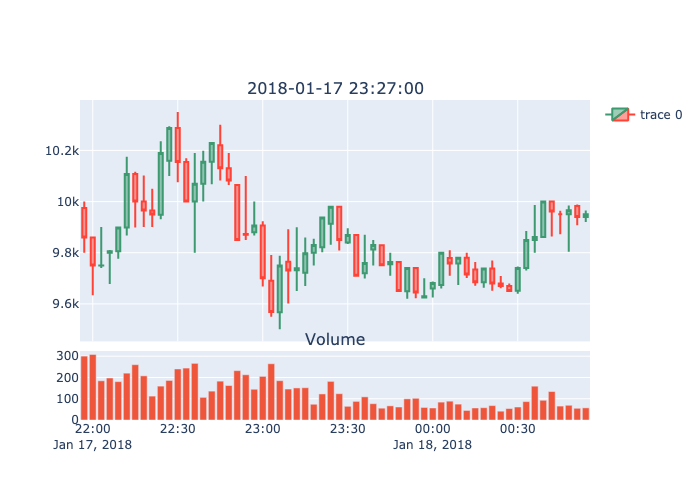 2018-01-17 23:27:00
trace 0
10.2k
10k
9.8k
9.6k
Volume
300
200
100
0
22:00 22:30 23:00 23:30 00:00 00:30
Jan 17, 2018 Jan 18, 2018